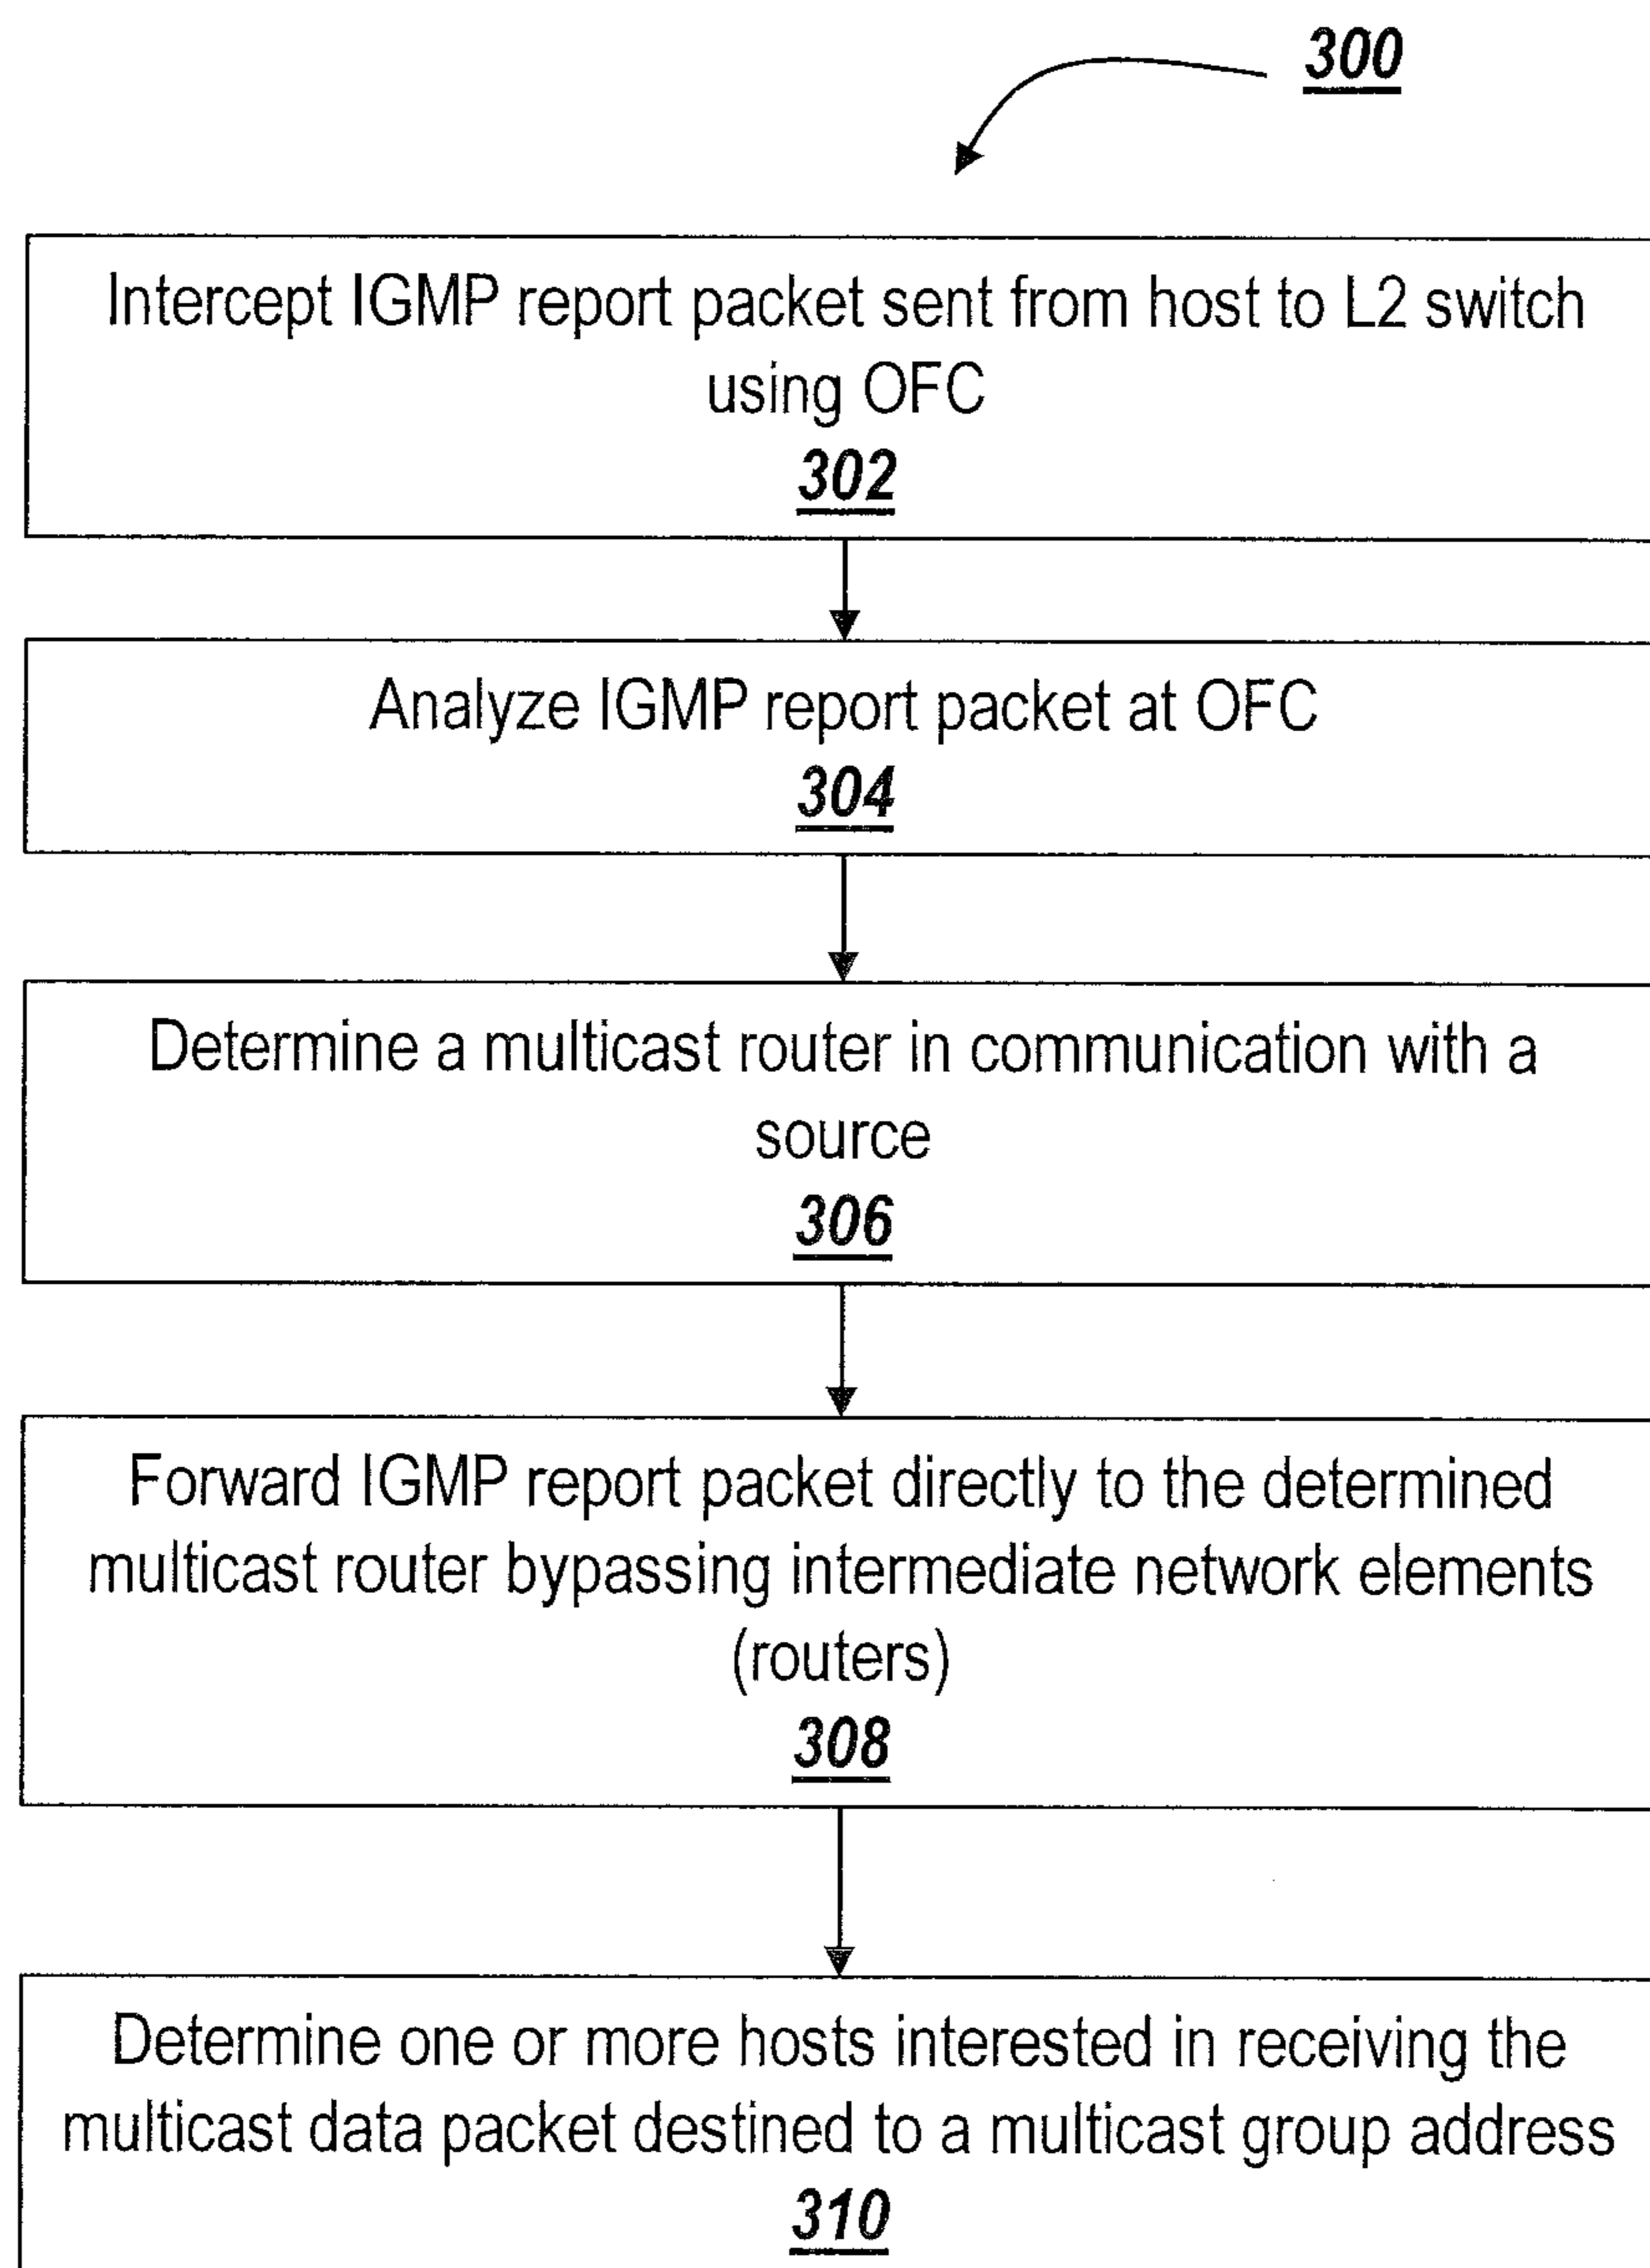 300
Intercept IGMP report packet sent from host to L2 switch
using OFC
302
Analyze IGMP report packet at OFC
304
Determine a multicast router in communication with a
source
306
Forward IGMP report packet directly to the determined
multicast router bypassing intermediate network elements
(routers)
308
Determine one or more hosts interested in receiving the
multicast data packet destined to a multicast group address
310